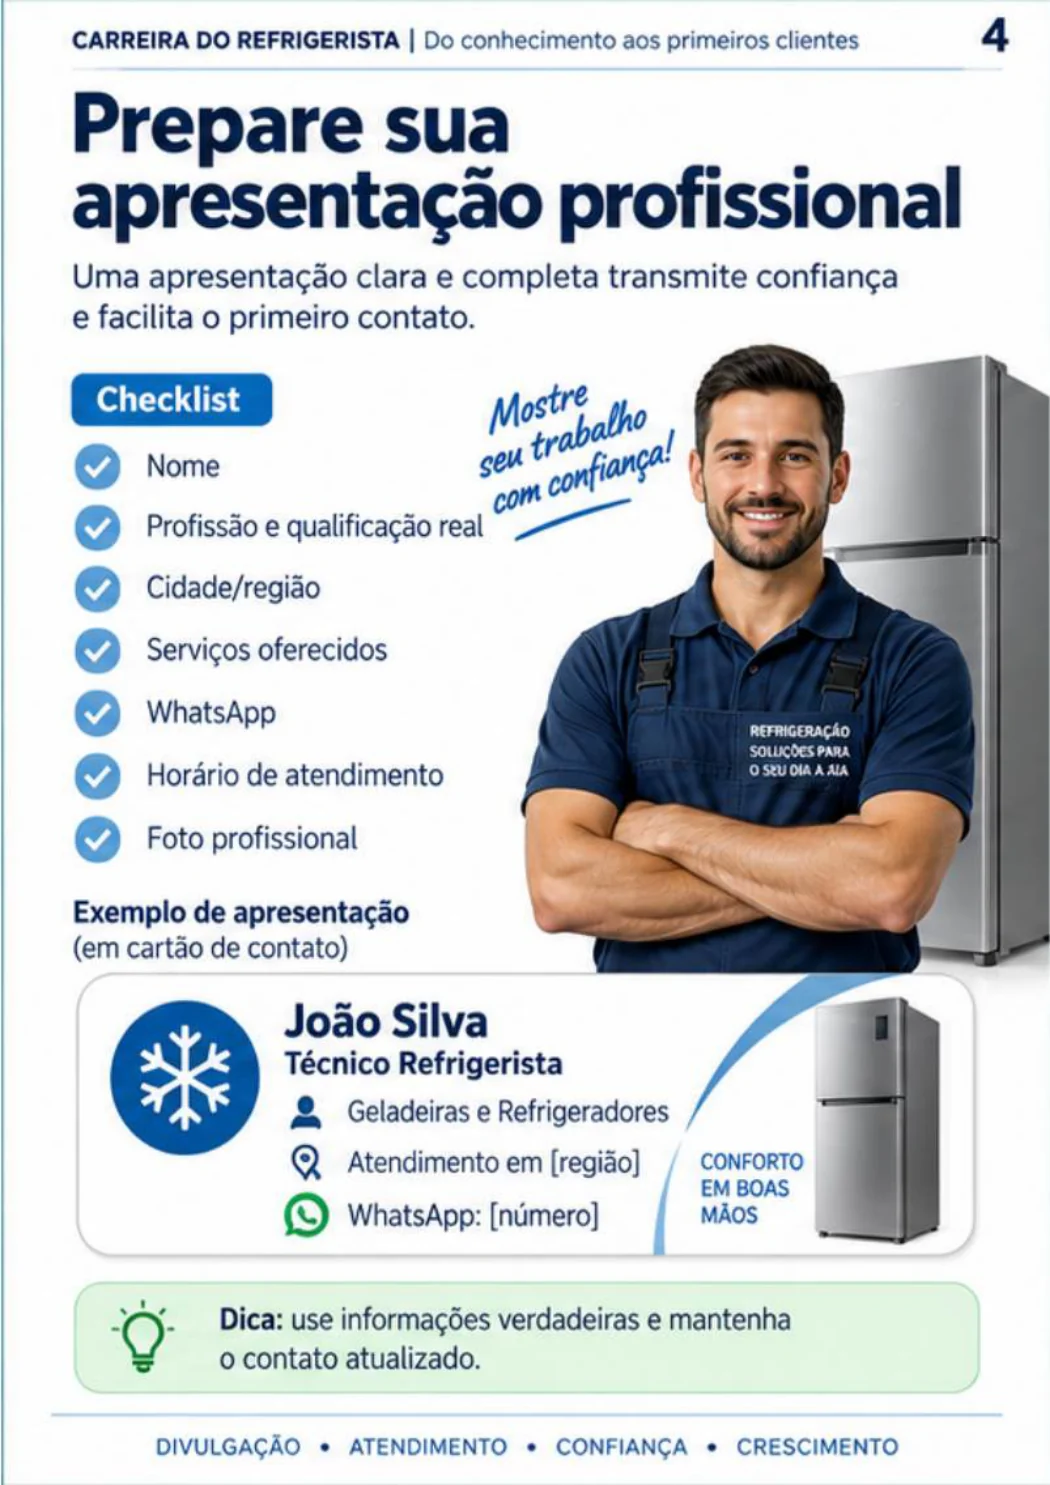 CARREIRA DO REFRIGERISTA | Do conhecimento aos primeiros clientes
4
Prepare sua
apresentação profissional
Uma apresentação clara e completa transmite confiança
e facilita o primeiro contato.
Checklist
Nome
Profissão e qualificação real
Cidade/região
Serviços oferecidos
WhatsApp
Horário de atendimento
Foto profissional
Mostre
seu trabalho
com confiança!
REFRIGERAÇÃO
SOLUÇÕES PARA
O SEU DIA A
Exemplo de apresentação
(em cartão de contato)
João Silva
Técnico Refrigerista
Geladeiras e Refrigeradores
Atendimento em [região]
WhatsApp: [número]
CONFORTO
EM BOAS
MÃOS
Dica: use informações verdadeiras e mantenha
o contato atualizado.
DIVULGAÇÃO • ATENDIMENTO • CONFIANÇA • CRESCIMENTO